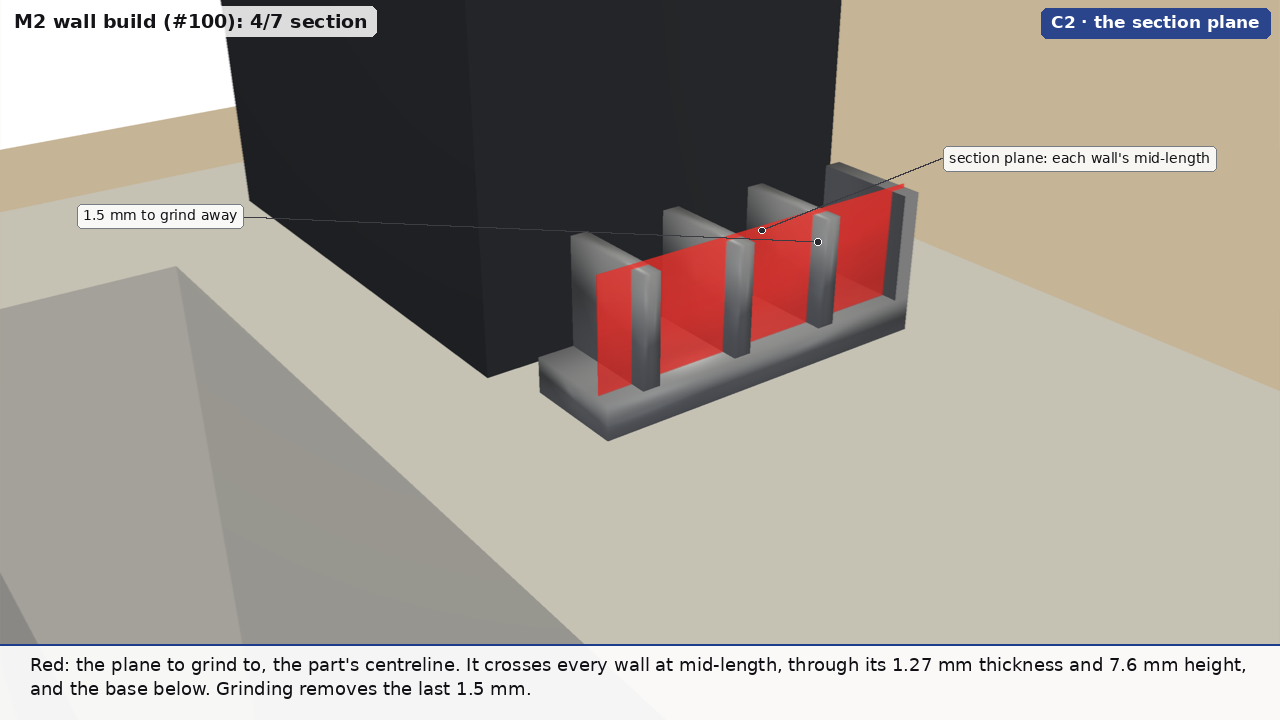 M2 wall build (#100): 4/7 section
C2 · the section plane
section plane: each wall's mid-length
1.5 mm to grind away
Red: the plane to grind to, the part's centreline. It crosses every wall at mid-length, through its 1.27 mm thickness and 7.6 mm height,
and the base below. Grinding removes the last 1.5 mm.